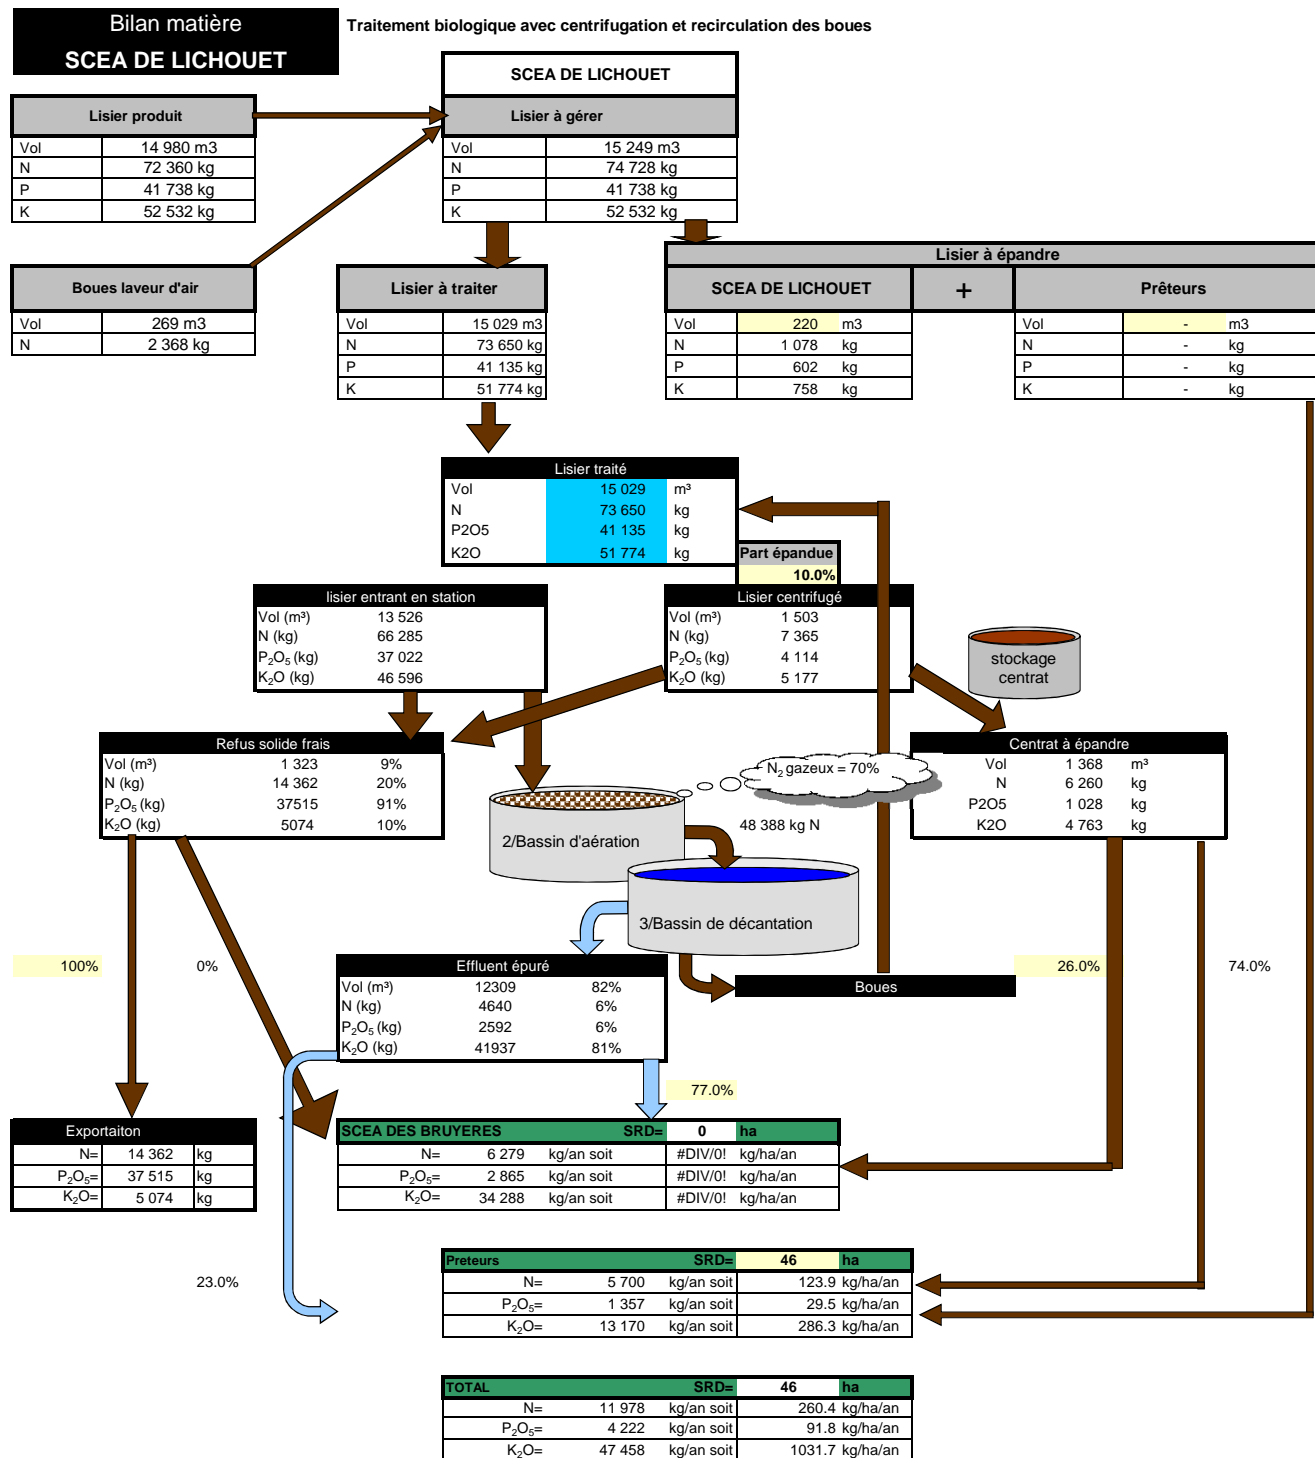 Bilan matière
SCEA DE LICHOUET
Traitement biologique avec centrifugation et recirculation des boues
SCEA DE LICHOUET
Lisier produit
Vol 14 980 m3
N 72 360 kg
P 41 738 kg
K 52 532 kg
Lisier à gérer
Vol 15 249 m3
N 74 728 kg
P 41 738 kg
K 52 532 kg
Boues laveur d'air
Vol 269 m3
N 2 368 kg
Lisier à traiter
Vol 15 029 m3
N 73 650 kg
P 41 135 kg
K 51 774 kg
Lisier à épandre
SCEA DE LICHOUET + Prêteurs
Vol 220 m3 Vol - m3
N 1 078 kg N - kg
P 602 kg P - kg
K 758 kg K - kg
Lisier traité
Vol 15 029 m³
N 73 650 kg
P2O5 41 135 kg
K2O 51 774 kg
Part épandue
10.0%
lisier entrant en station
Vol (m³) 13 526
N (kg) 66 285
P₂O₅ (kg) 37 022
K₂O (kg) 46 596
Lisier centrifugé
Vol (m³) 1 503
N (kg) 7 365
P₂O₅ (kg) 4 114
K₂O (kg) 5 177
stockage
centrat
Refus solide frais
Vol (m³) 1 323 9%
N (kg) 14 362 20%
P₂O₅ (kg) 37515 91%
K₂O (kg) 5074 10%
N₂ gazeux = 70%
48 388 kg N
Centrat à épandre
Vol 1 368 m³
N 6 260 kg
P2O5 1 028 kg
K2O 4 763 kg
2/Bassin d'aération
3/Bassin de décantation
100% 0%
26.0% 74.0%
Effluent épuré
Vol (m³) 12309 82%
N (kg) 4640 6%
P₂O₅ (kg) 2592 6%
K₂O (kg) 41937 81%
Boues
77.0%
Exportaiton
N= 14 362 kg
P₂O₅= 37 515 kg
K₂O= 5 074 kg
SCEA DES BRUYERES SRD= 0 ha
N= 6 279 kg/an soit #DIV/0! kg/ha/an
P₂O₅= 2 865 kg/an soit #DIV/0! kg/ha/an
K₂O= 34 288 kg/an soit #DIV/0! kg/ha/an
23.0%
Preteurs SRD= 46 ha
N= 5 700 kg/an soit 123.9 kg/ha/an
P₂O₅= 1 357 kg/an soit 29.5 kg/ha/an
K₂O= 13 170 kg/an soit 286.3 kg/ha/an
TOTAL SRD= 46 ha
N= 11 978 kg/an soit 260.4 kg/ha/an
P₂O₅= 4 222 kg/an soit 91.8 kg/ha/an
K₂O= 47 458 kg/an soit 1031.7 kg/ha/an